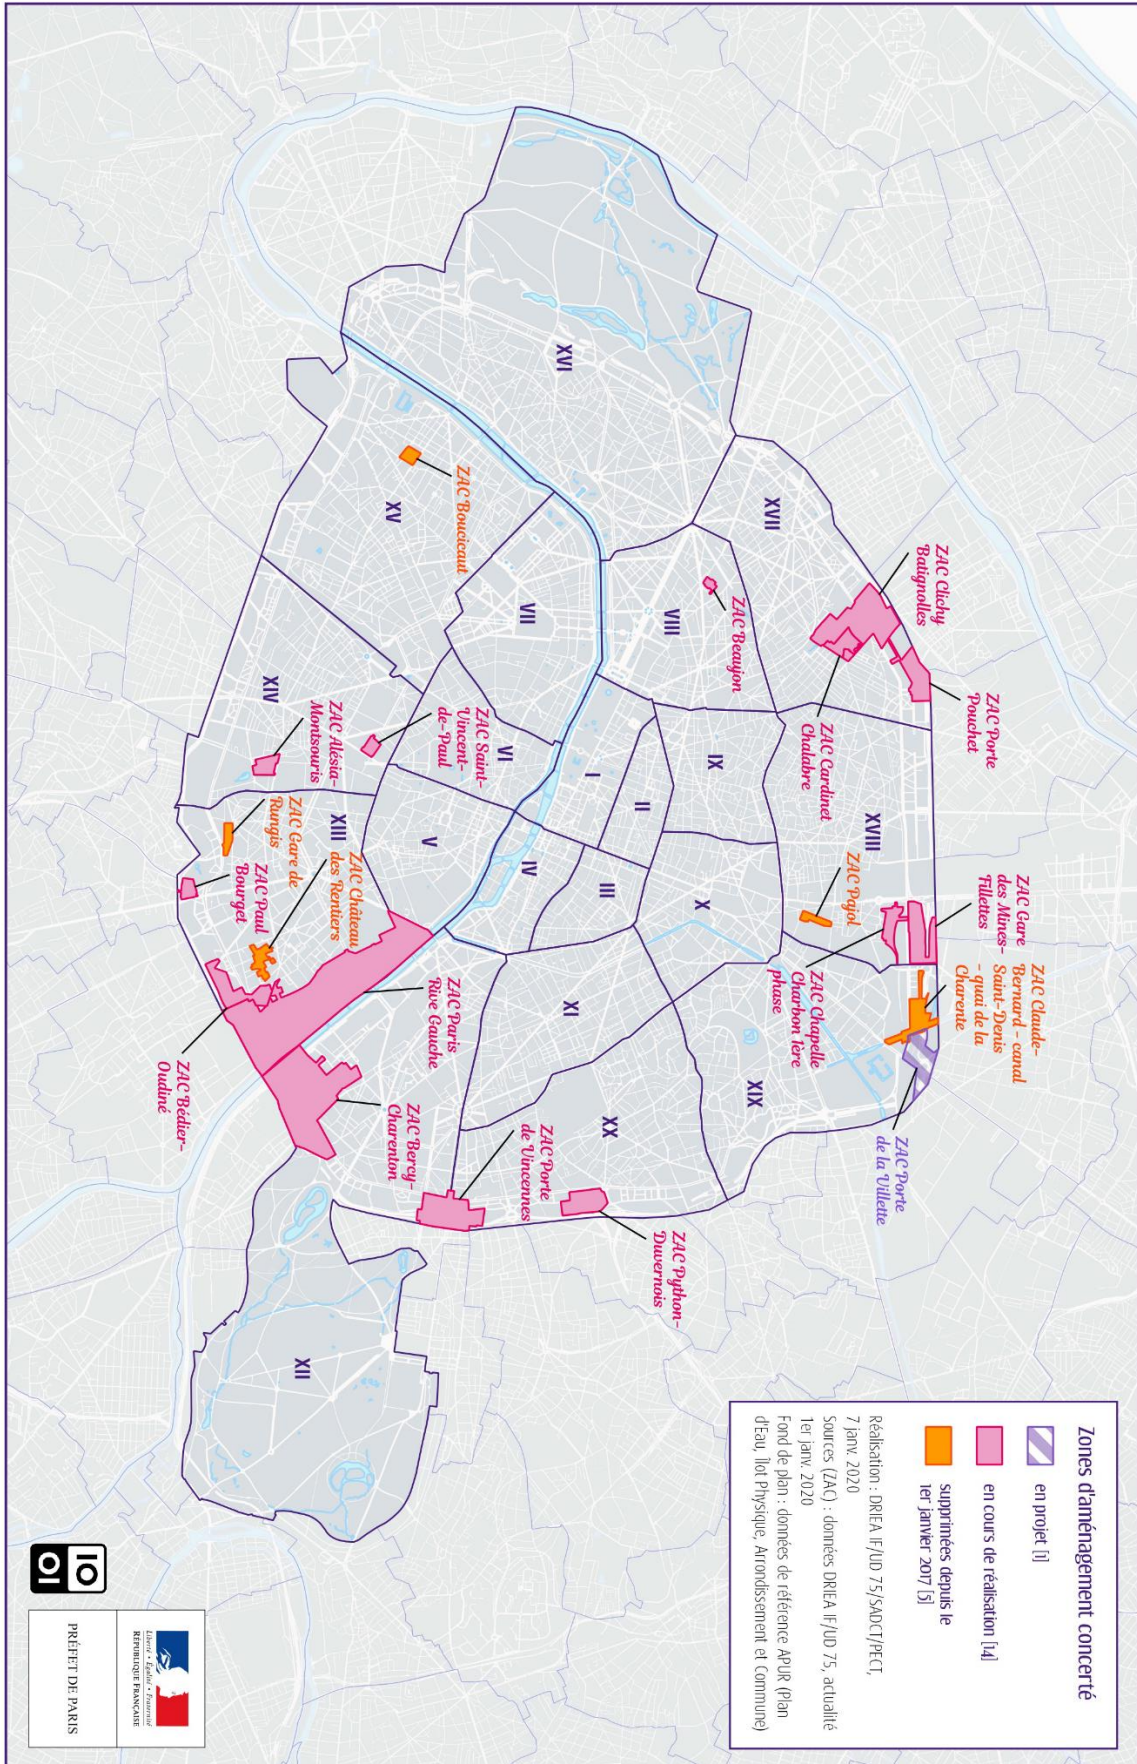 Zones d'aménagement concerté
en projet [1]
en cours de réalisation [14]
supprimées depuis le
1er janvier 2017 [5]
Réalisation : DRIEA IF/UD 75/SADCT/PECT,
7 janv. 2020
Sources (ZAC) : données DRIEA IF/UD 75, actualité
1er janv. 2020
Fond de plan : données de référence APUR (Plan
d'Eau, Îlot Physique, Arrondissement et Commune)
ZAC Clichy
Batignolles
ZAC Porte
Pouchet
ZAC Cardinet
Chalabre
ZAC Beaujon
ZAC Gare
des Mines-
Fillettes
ZAC Claude-
Bernard - canal
Saint-Denis
- quai de la
Charente
ZAC Porte
de la Villette
ZAC Pajol
ZAC Chapelle
Charbon 1ère
phase
ZAC Python-
Duvernois
ZAC Porte
de Vincennes
ZAC Boucicaut
ZAC Saint-
Vincent-
de-Paul
ZAC Alésia-
Montsouris
ZAC Gare de
Rungis
ZAC Château
des Rentiers
ZAC Paul
Bourget
ZAC Paris
Rive Gauche
ZAC Bercy-
Charenton
ZAC Bédier-
Oudiné
XVII
XVIII
XIX
XVI
VIII
IX
X
II
I
III
XX
XI
IV
VII
VI
V
XV
XIV
XIII
XII
10
01
Liberté • Égalité • Fraternité
RÉPUBLIQUE FRANÇAISE
PRÉFET DE PARIS